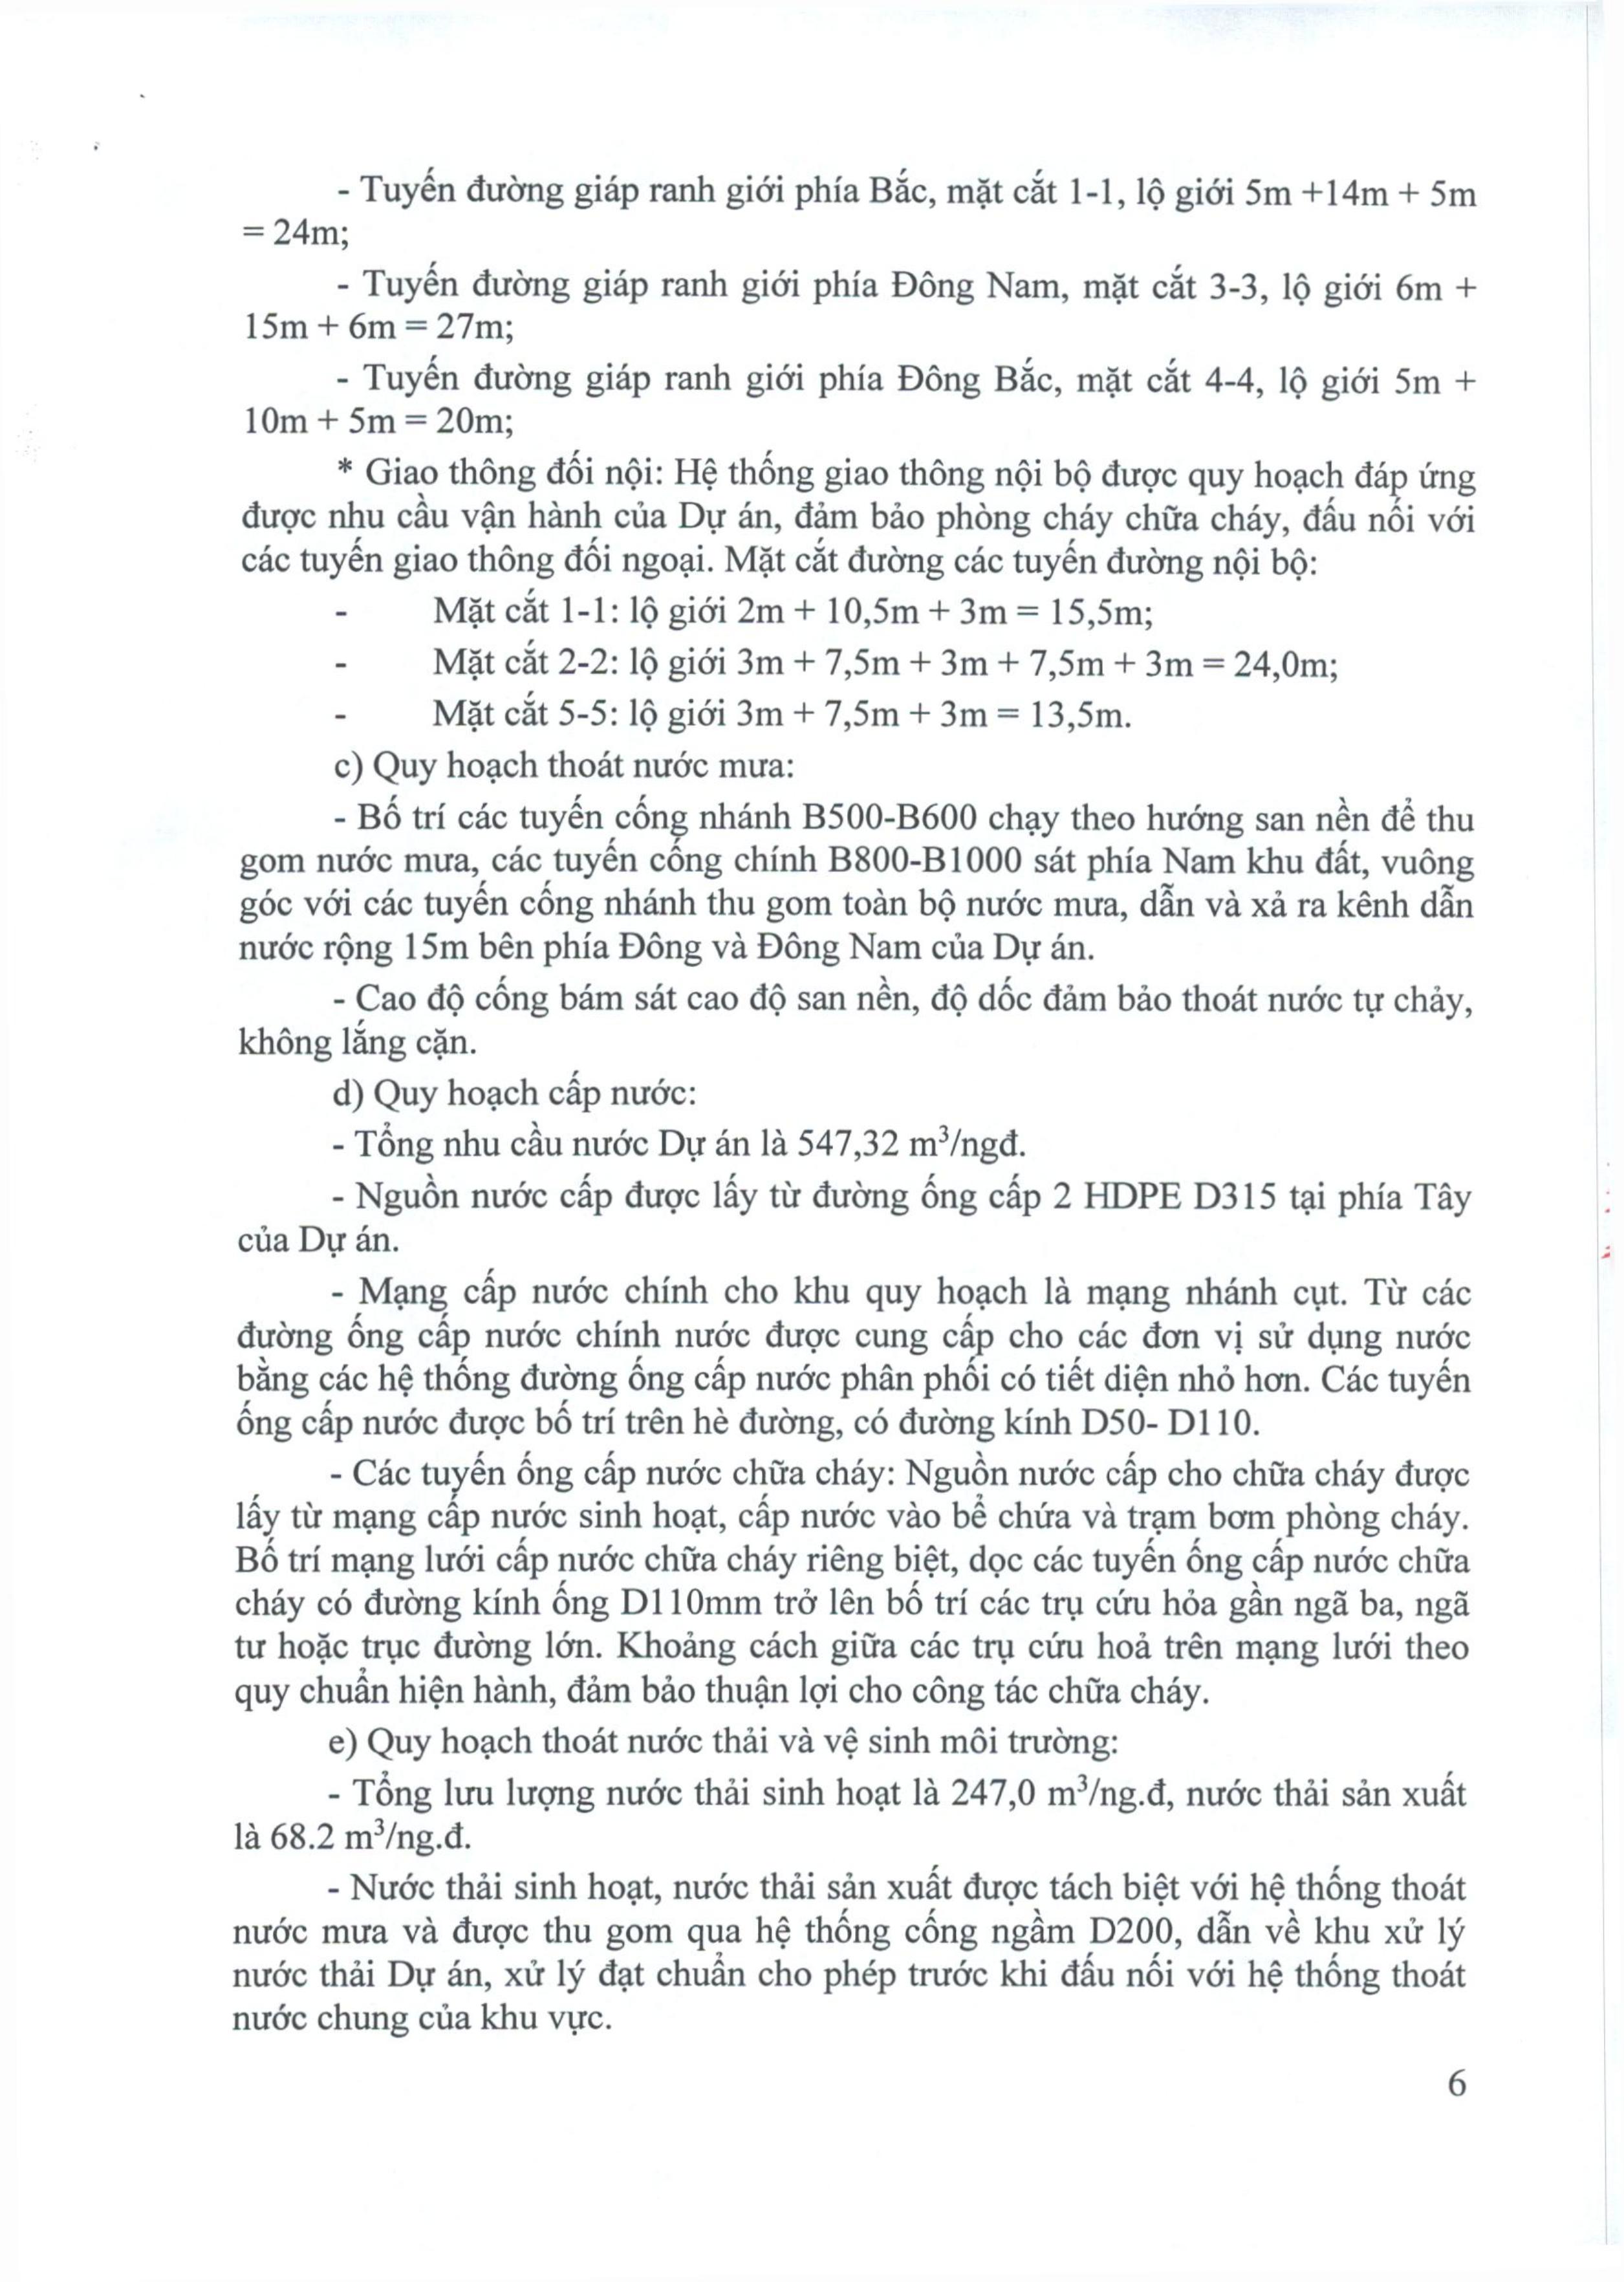 - Tuyến đường giáp ranh giới phía Bắc, mặt cắt 1-1, lộ giới 5m +14m + 5m
= 24m;
- Tuyến đường giáp ranh giới phía Đông Nam, mặt cắt 3-3, lộ giới 6m +
15m + 6m = 27m;
- Tuyến đường giáp ranh giới phía Đông Bắc, mặt cắt 4-4, lộ giới 5m +
10m + 5m = 20m;
* Giao thông đối nội: Hệ thống giao thông nội bộ được quy hoạch đáp ứng
được nhu cầu vận hành của Dự án, đảm bảo phòng cháy chữa cháy, đấu nối với
các tuyến giao thông đối ngoại. Mặt cắt đường các tuyến đường nội bộ:
- Mặt cắt 1-1: lộ giới 2m + 10,5m + 3m = 15,5m;
- Mặt cắt 2-2: lộ giới 3m + 7,5m + 3m + 7,5m + 3m = 24,0m;
- Mặt cắt 5-5: lộ giới 3m + 7,5m + 3m = 13,5m.
c) Quy hoạch thoát nước mưa:
- Bố trí các tuyến cống nhánh B500-B600 chạy theo hướng san nền để thu
gom nước mưa, các tuyến cống chính B800-B1000 sát phía Nam khu đất, vuông
góc với các tuyến cống nhánh thu gom toàn bộ nước mưa, dẫn và xả ra kênh dẫn
nước rộng 15m bên phía Đông và Đông Nam của Dự án.
- Cao độ cống bám sát cao độ san nền, độ dốc đảm bảo thoát nước tự chảy,
không lắng cặn.
d) Quy hoạch cấp nước:
- Tổng nhu cầu nước Dự án là 547,32 m³/ngđ.
- Nguồn nước cấp được lấy từ đường ống cấp 2 HDPE D315 tại phía Tây
của Dự án.
- Mạng cấp nước chính cho khu quy hoạch là mạng nhánh cụt. Từ các
đường ống cấp nước chính nước được cung cấp cho các đơn vị sử dụng nước
bằng các hệ thống đường ống cấp nước phân phối có tiết diện nhỏ hơn. Các tuyến
ống cấp nước được bố trí trên hè đường, có đường kính D50- D110.
- Các tuyến ống cấp nước chữa cháy: Nguồn nước cấp cho chữa cháy được
lấy từ mạng cấp nước sinh hoạt, cấp nước vào bể chứa và trạm bơm phòng cháy.
Bố trí mạng lưới cấp nước chữa cháy riêng biệt, dọc các tuyến ống cấp nước chữa
cháy có đường kính ống D110mm trở lên bố trí các trụ cứu hỏa gần ngã ba, ngã
tư hoặc trục đường lớn. Khoảng cách giữa các trụ cứu hoả trên mạng lưới theo
quy chuẩn hiện hành, đảm bảo thuận lợi cho công tác chữa cháy.
e) Quy hoạch thoát nước thải và vệ sinh môi trường:
- Tổng lưu lượng nước thải sinh hoạt là 247,0 m³/ng.đ, nước thải sản xuất
là 68.2 m³/ng.đ.
- Nước thải sinh hoạt, nước thải sản xuất được tách biệt với hệ thống thoát
nước mưa và được thu gom qua hệ thống cống ngầm D200, dẫn về khu xử lý
nước thải Dự án, xử lý đạt chuẩn cho phép trước khi đấu nối với hệ thống thoát
nước chung của khu vực.
6